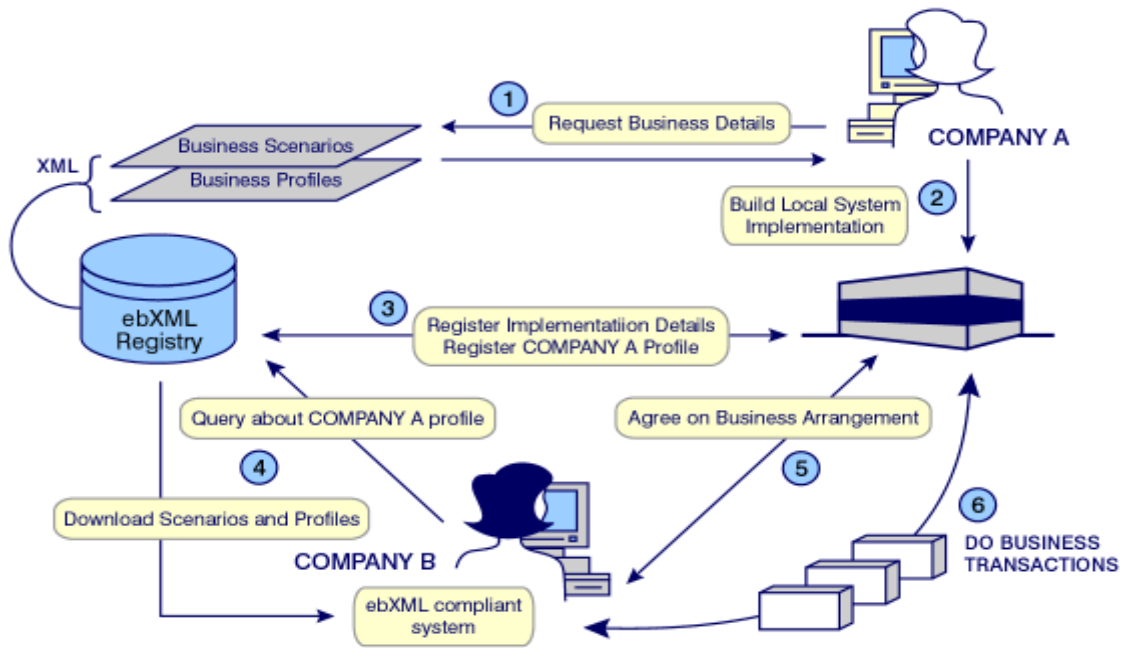 1
Request Business Details
COMPANY A
XML
Business Scenarios
Business Profiles
2
Build Local System
Implementation
ebXML
Registry
3
Register Implementatiion Details
Register COMPANY A Profile
Query about COMPANY A profile
Agree on Business Arrangement
4
5
Download Scenarios and Profiles
6
DO BUSINESS
TRANSACTIONS
COMPANY B
ebXML compliant
system